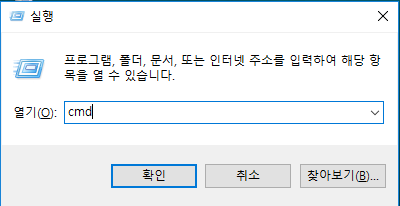 실행
프로그램, 폴더, 문서, 또는 인터넷 주소를 입력하여 해당 항
목을 열 수 있습니다.
열기(O): cmd
확인 취소 찾아보기(B)...